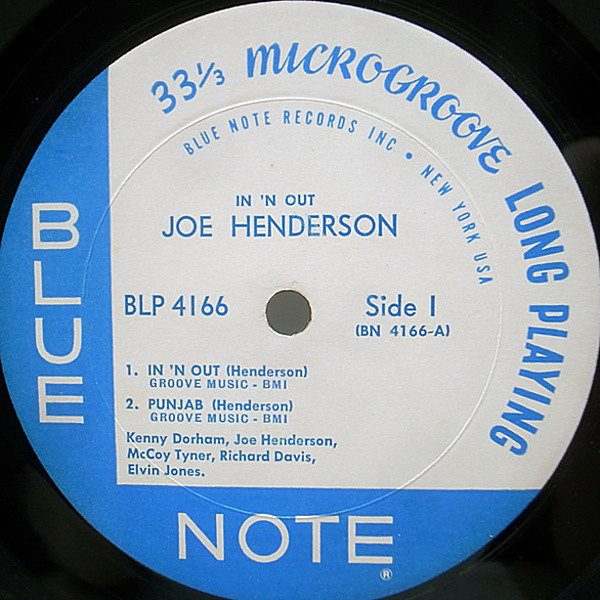 33⅓ MICROGROOVE LONG PLAYING
BLUE NOTE RECORDS INC • NEW YORK USA
IN 'N OUT
JOE HENDERSON
BLP 4166
Side 1
(BN 4166-A)
1. IN 'N OUT (Henderson)
GROOVE MUSIC - BMI
2. PUNJAB (Henderson)
GROOVE MUSIC - BMI
Kenny Dorham, Joe Henderson,
McCoy Tyner, Richard Davis,
Elvin Jones.
BLUE
NOTE
®